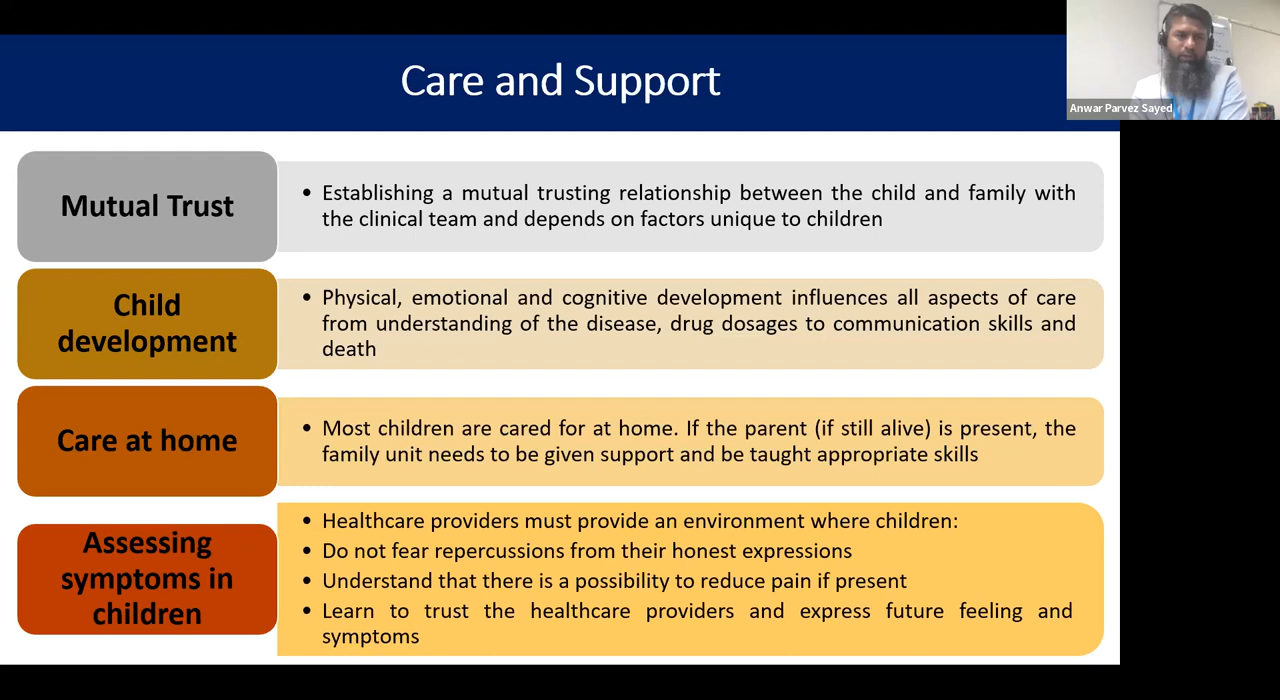 Care and Support
Anwar Parvez Sayed
Mutual Trust
• Establishing a mutual trusting relationship between the child and family with
the clinical team and depends on factors unique to children
Child
development
• Physical, emotional and cognitive development influences all aspects of care
from understanding of the disease, drug dosages to communication skills and
death
Care at home
• Most children are cared for at home. If the parent (if still alive) is present, the
family unit needs to be given support and be taught appropriate skills
Assessing
symptoms in
children
• Healthcare providers must provide an environment where children:
• Do not fear repercussions from their honest expressions
• Understand that there is a possibility to reduce pain if present
• Learn to trust the healthcare providers and express future feeling and
symptoms